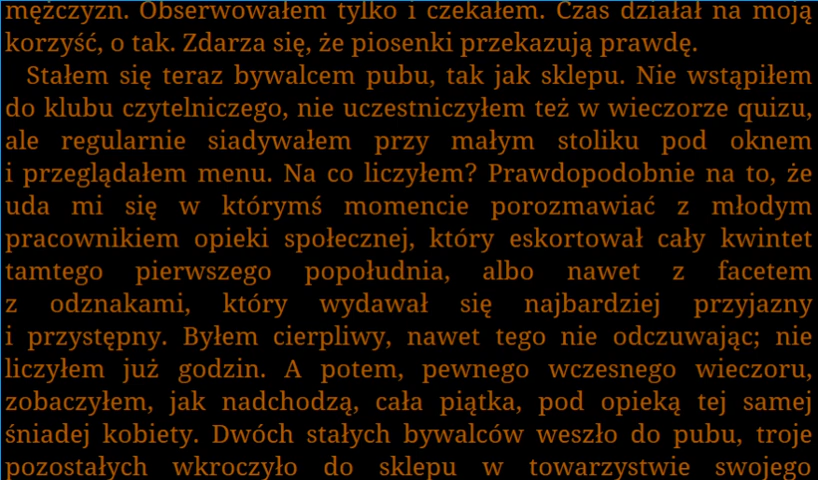 mężczyzn. Obserwowałem tylko i czekałem. Czas działał na moją
korzyść, o tak. Zdarza się, że piosenki przekazują prawdę.
Stałem się teraz bywalcem pubu, tak jak sklepu. Nie wstąpiłem
do klubu czytelniczego, nie uczestniczyłem też w wieczorze quizu,
ale regularnie siadywałem przy małym stoliku pod oknem
i przeglądałem menu. Na co liczyłem? Prawdopodobnie na to, że
uda mi się w którymś momencie porozmawiać z młodym
pracownikiem opieki społecznej, który eskortował cały kwintet
tamtego pierwszego popołudnia, albo nawet z facetem
z odznakami, który wydawał się najbardziej przyjazny
i przystępny. Byłem cierpliwy, nawet tego nie odczuwając; nie
liczyłem już godzin. A potem, pewnego wczesnego wieczoru,
zobaczyłem, jak nadchodzą, cała piątka, pod opieką tej samej
śniadej kobiety. Dwóch stałych bywalców weszło do pubu, troje
pozostałych wkroczyło do sklepu w towarzystwie swojego